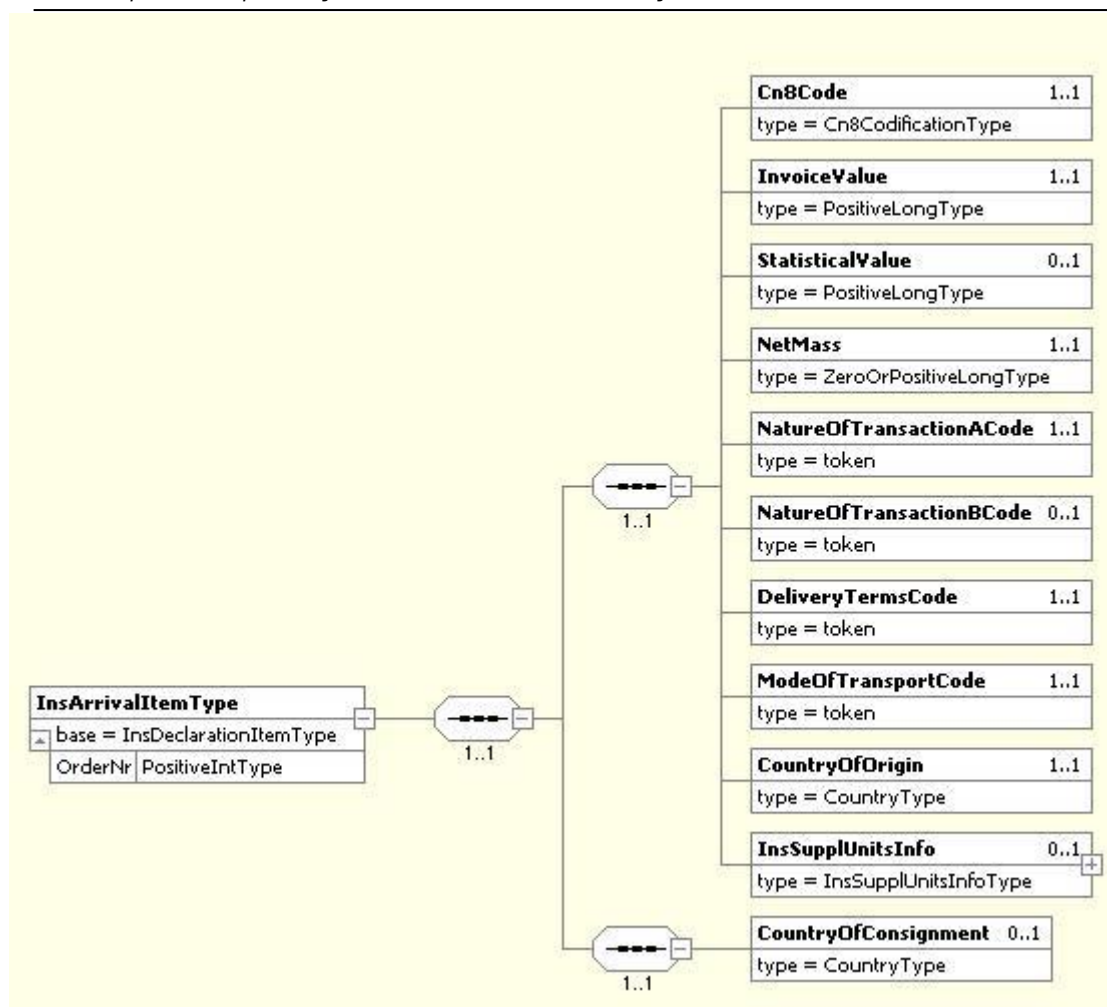 Cn8Code 1..1
type = Cn8CodificationType
InvoiceValue 1..1
type = PositiveLongType
StatisticalValue 0..1
type = PositiveLongType
NetMass 1..1
type = ZeroOrPositiveLongType
NatureOfTransactionACode 1..1
type = token
1..1
NatureOfTransactionBCode 0..1
type = token
DeliveryTermsCode 1..1
type = token
ModeOfTransportCode 1..1
type = token
InsArrivalItemType
base = InsDeclarationItemType
OrderNr PositiveIntType
1..1
CountryOfOrigin 1..1
type = CountryType
InsSupplUnitsInfo 0..1
type = InsSupplUnitsInfoType
CountryOfConsignment 0..1
type = CountryType
1..1